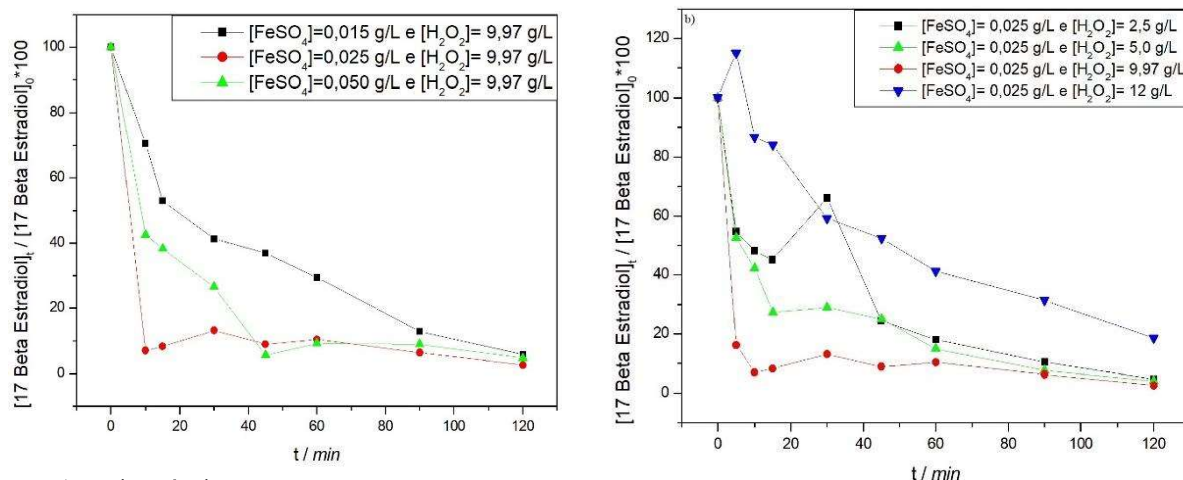 [FeSO₄]=0,015 g/L e [H₂O₂]= 9,97 g/L
[FeSO₄]=0,025 g/L e [H₂O₂]= 9,97 g/L
[FeSO₄]=0,050 g/L e [H₂O₂]= 9,97 g/L
[17 Beta Estradiol]ₜ / [17 Beta Estradiol]₀*100
100
80
60
40
20
0
0 20 40 60 80 100 120
t / min
b)
[FeSO₄]= 0,025 g/L e [H₂O₂]= 2,5 g/L
[FeSO₄]= 0,025 g/L e [H₂O₂]= 5,0 g/L
[FeSO₄]= 0,025 g/L e [H₂O₂]= 9,97 g/L
[FeSO₄]= 0,025 g/L e [H₂O₂]= 12 g/L
[17 Beta Estradiol]ₜ / [17 Beta Estradiol]₀*100
120
100
80
60
40
20
0
0 20 40 60 80 100 120
t / min